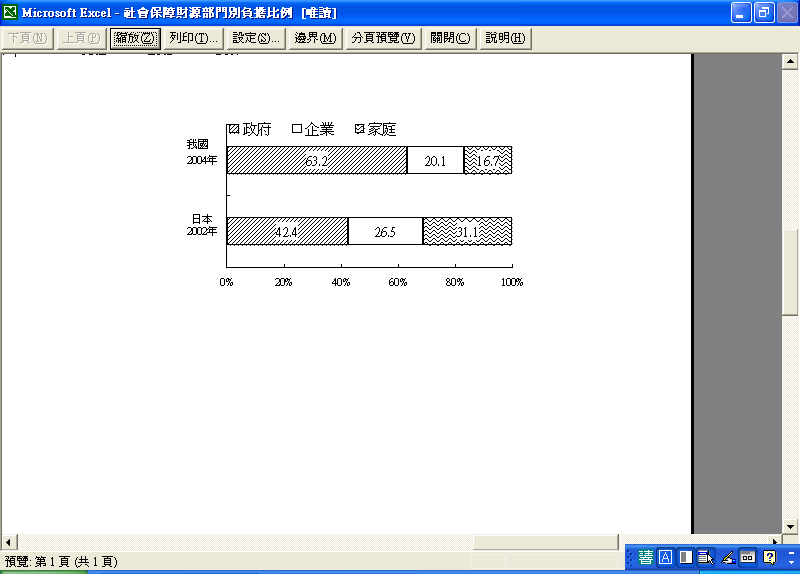 Microsoft Excel - 社會保障財源部門別負擔比例 [唯讀]
下頁(N) 上頁(P) 縮放(Z) 列印(T)... 設定(S)... 邊界(M) 分頁預覽(V) 關閉(C) 說明(H)
政府 企業 家庭
我國
2004年
63.2 20.1 16.7
日本
2002年
42.4 26.5 31.1
0% 20% 40% 60% 80% 100%
預覽: 第 1 頁 (共 1 頁)